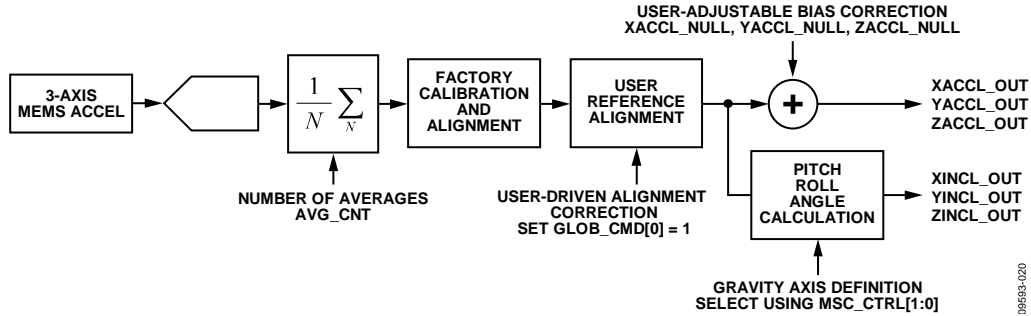 USER-ADJUSTABLE BIAS CORRECTION
XACCL_NULL, YACCL_NULL, ZACCL_NULL
3-AXIS
MEMS ACCEL
1
N
∑
N
FACTORY
CALIBRATION
AND
ALIGNMENT
USER
REFERENCE
ALIGNMENT
+
XACCL_OUT
YACCL_OUT
ZACCL_OUT
NUMBER OF AVERAGES
AVG_CNT
USER-DRIVEN ALIGNMENT
CORRECTION
SET GLOB_CMD[0] = 1
PITCH
ROLL
ANGLE
CALCULATION
XINCL_OUT
YINCL_OUT
ZINCL_OUT
GRAVITY AXIS DEFINITION
SELECT USING MSC_CTRL[1:0]
09593-020